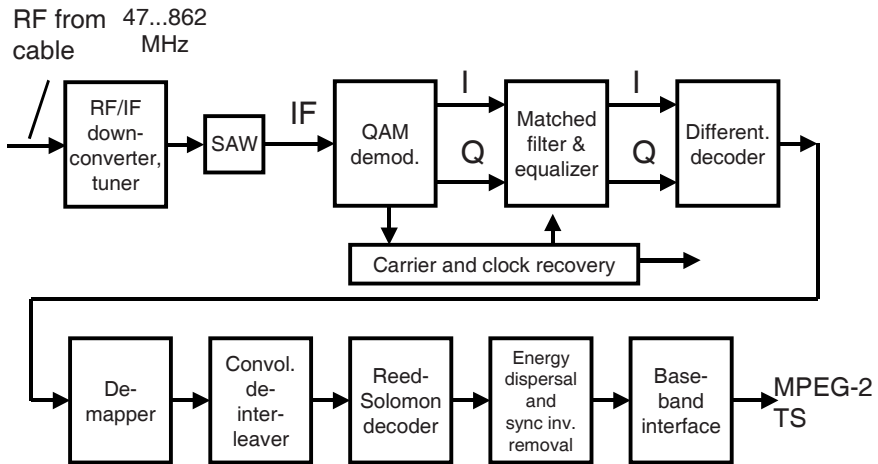 RF from 47...862
cable MHz
RF/IF
down-
converter,
tuner
SAW
IF
QAM
demod.
I
Q
Matched
filter &
equalizer
I
Q
Different.
decoder
Carrier and clock recovery
De-
mapper
Convol.
de-
inter-
leaver
Reed-
Solomon
decoder
Energy
dispersal
and
sync inv.
removal
Base-
band
interface
MPEG-2
TS